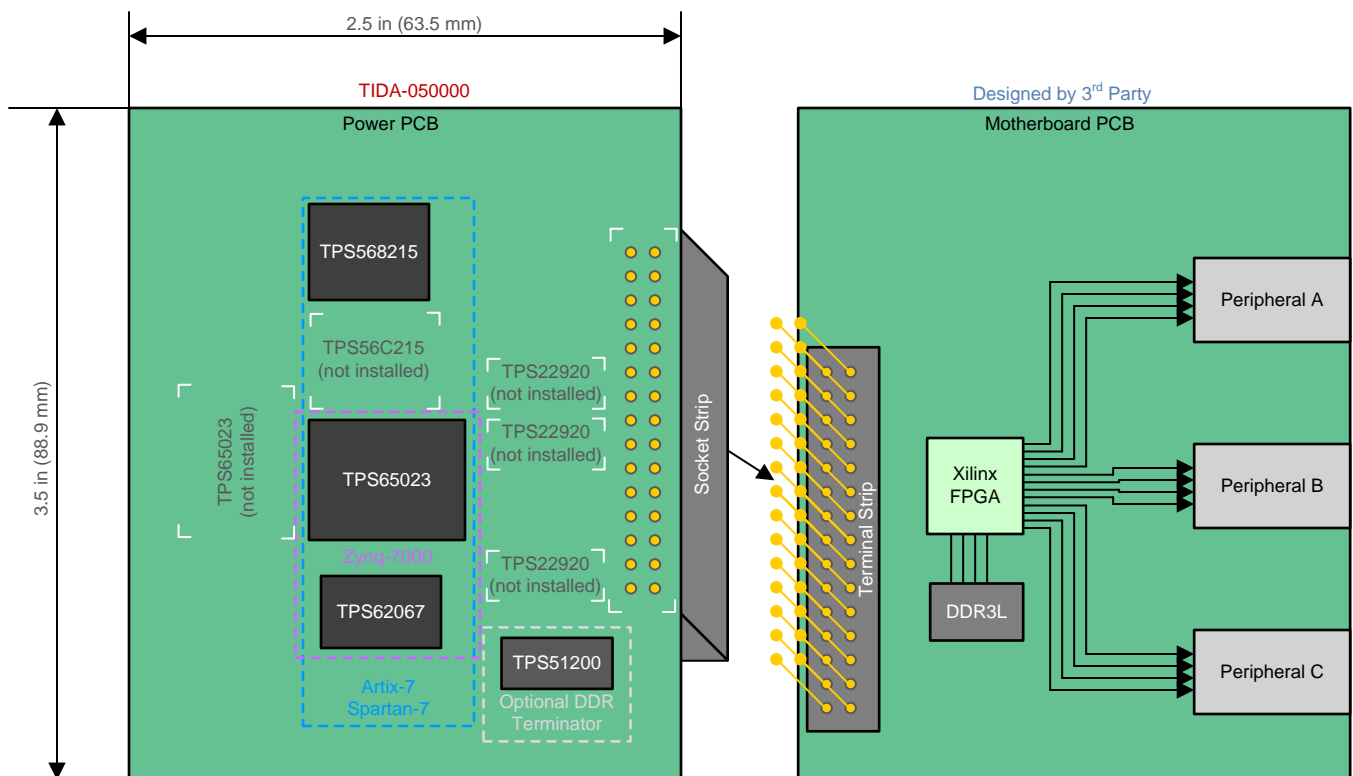 2.5 in (63.5 mm)
TIDA-050000
Designed by 3rd Party
Power PCB
Motherboard PCB
3.5 in (88.9 mm)
TPS568215
TPS56C215
(not installed)
TPS65023
(not installed)
TPS22920
(not installed)
TPS22920
(not installed)
TPS65023
Zynq-7000
TPS22920
(not installed)
TPS62067
TPS51200
Optional DDR
Terminator
Artix-7
Spartan-7
Socket Strip
Terminal Strip
Xilinx
FPGA
DDR3L
Peripheral A
Peripheral B
Peripheral C